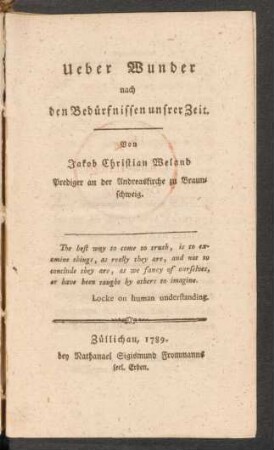 Ueber Wunder
nach
den Bedürfnissen unsrer Zeit.
Von
Jakob Christian Weland
Prediger an der Andreaskirche zu Braun-
schweig.
The best way to come to truth, is to ex-
amine things, as really they are, and not to
conclude they are, as we fancy of ourselves,
or have been taught by others to imagine.
Locke on human understanding.
Züllichau, 1789.
bey Nathanael Sigismund Frommanns
seel. Erben.